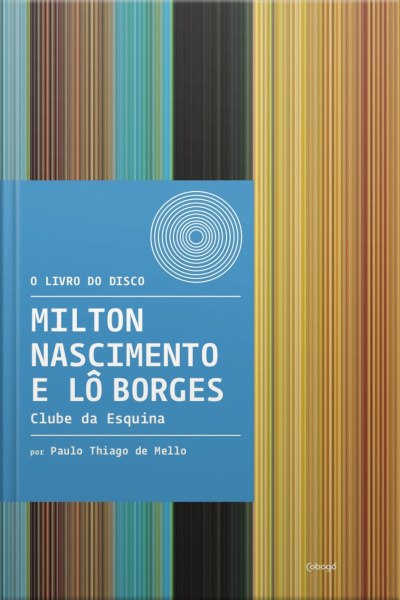 O LIVRO DO DISCO
MILTON
NASCIMENTO
E LÔ BORGES
Clube da Esquina
por Paulo Thiago de Mello
Cobogó